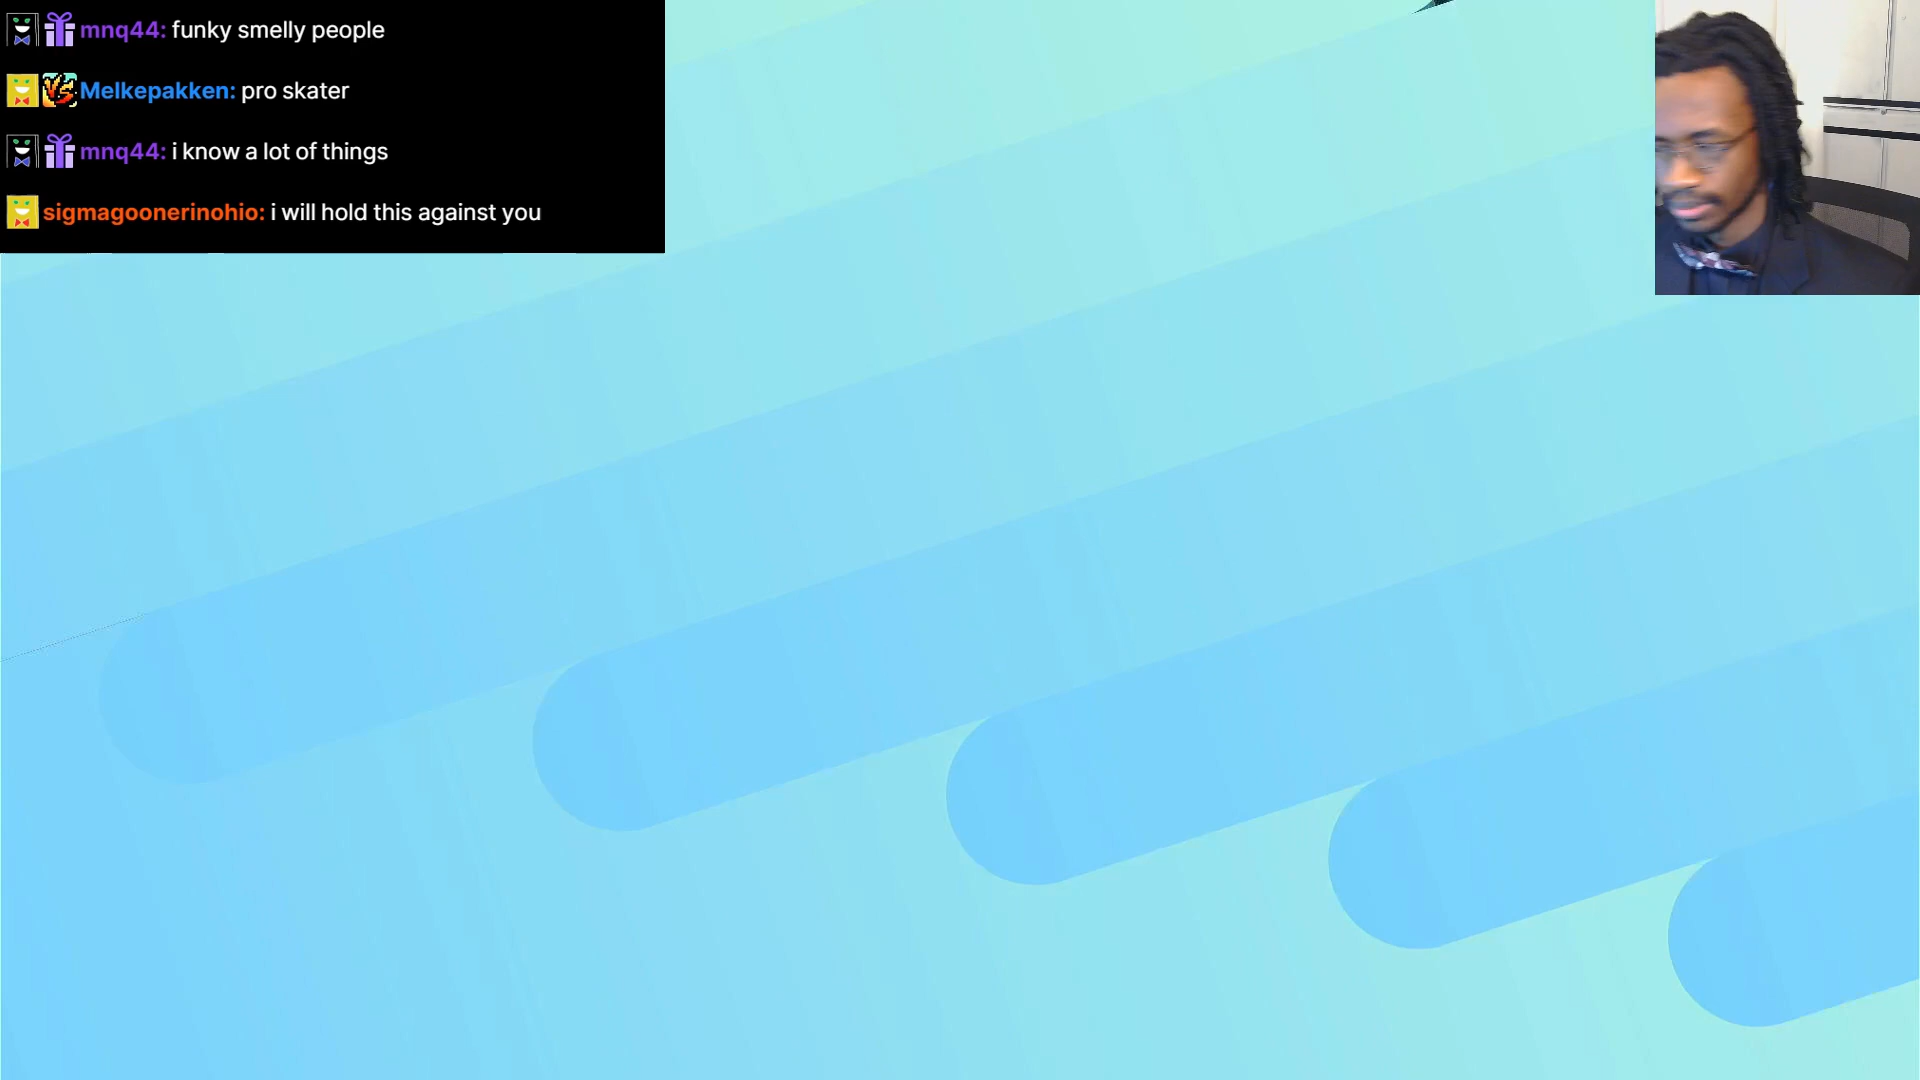 mnq44: funky smelly people
Melkepakken: pro skater
mnq44: i know a lot of things
sigmagoonerinohio: i will hold this against you